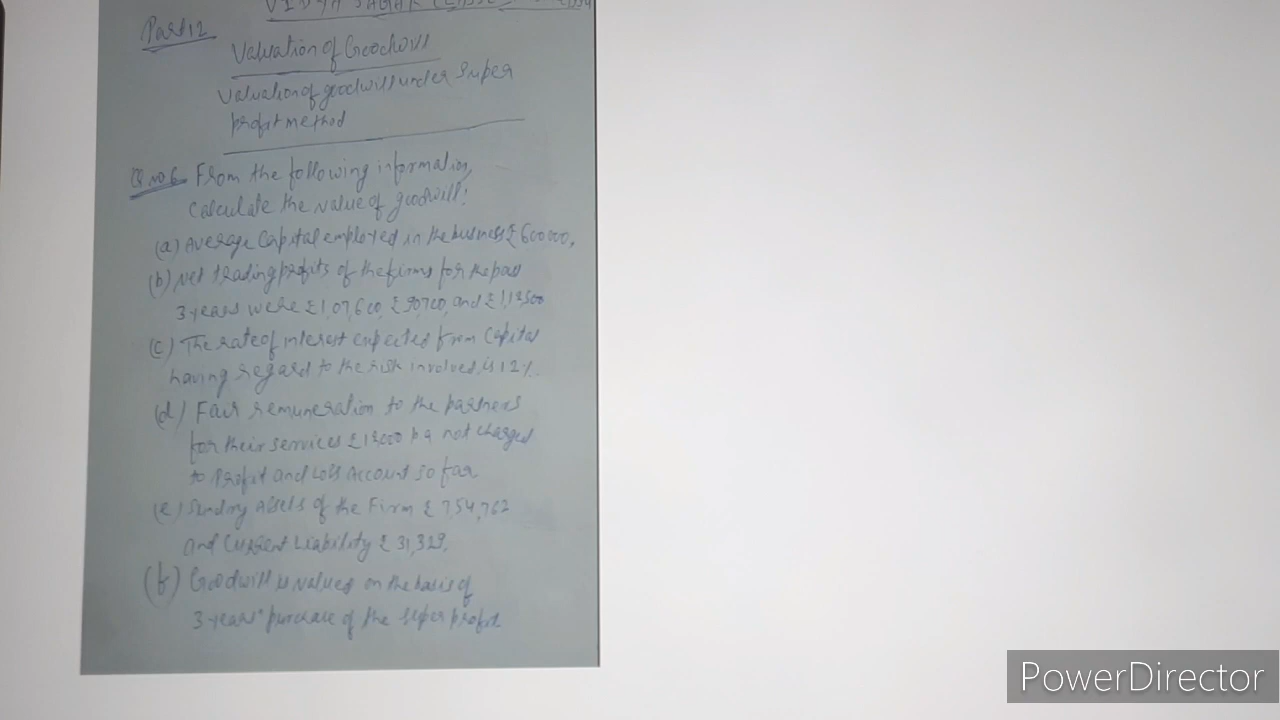 Part 12
Valuation of Goodwill
Valuation of goodwill under Super
profit method
Q no 6 From the following information,
Calculate the value of goodwill:
(a) Average Capital employed in the business ₹ 600000,
(b) Net trading profits of the firms for the past
3 years were ₹ 1,07,600, ₹ 90,700, and ₹ 1,12,500
(c) The rate of interest expected from Capital
having regard to the risk involved is 12%.
(d) Fair remuneration to the partners
for their services ₹ 12000 p a not charged
to Profit and Loss Account so far
(e) Sundry Assets of the Firm ₹ 7,54,762
and Current Liability ₹ 31,329,
(f) Goodwill is valued on the basis of
3 years' purchase of the super profit
PowerDirector